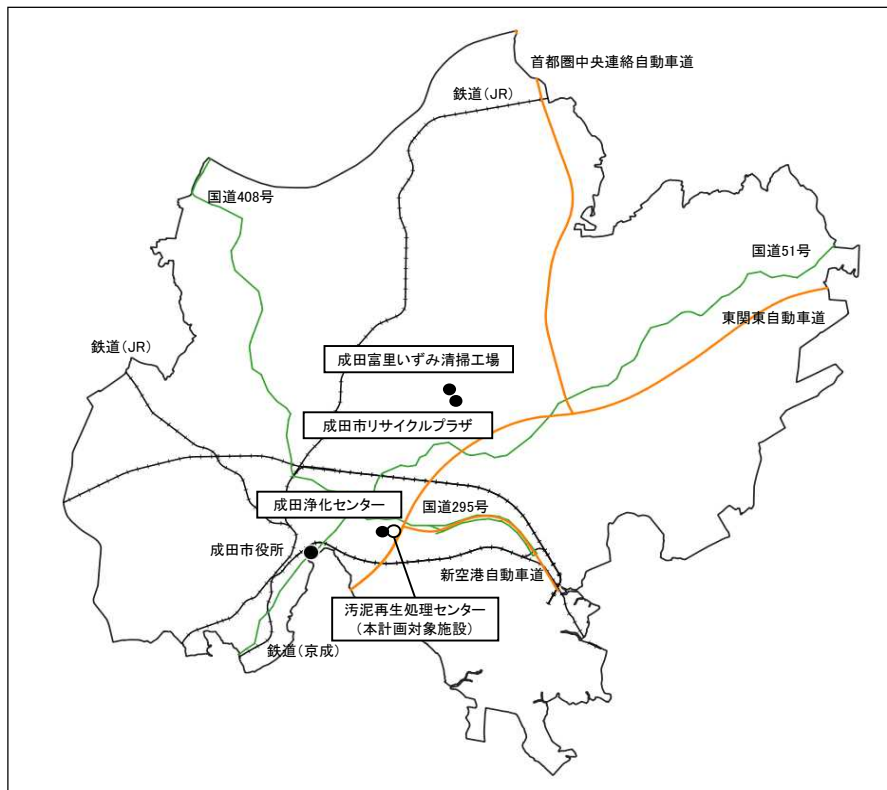 首都圏中央連絡自動車道
鉄道(JR)
国道408号
国道51号
東関東自動車道
鉄道(JR)
成田富里いずみ清掃工場
成田市リサイクルプラザ
成田浄化センター
国道295号
成田市役所
新空港自動車道
汚泥再生処理センター
(本計画対象施設)
鉄道(京成)